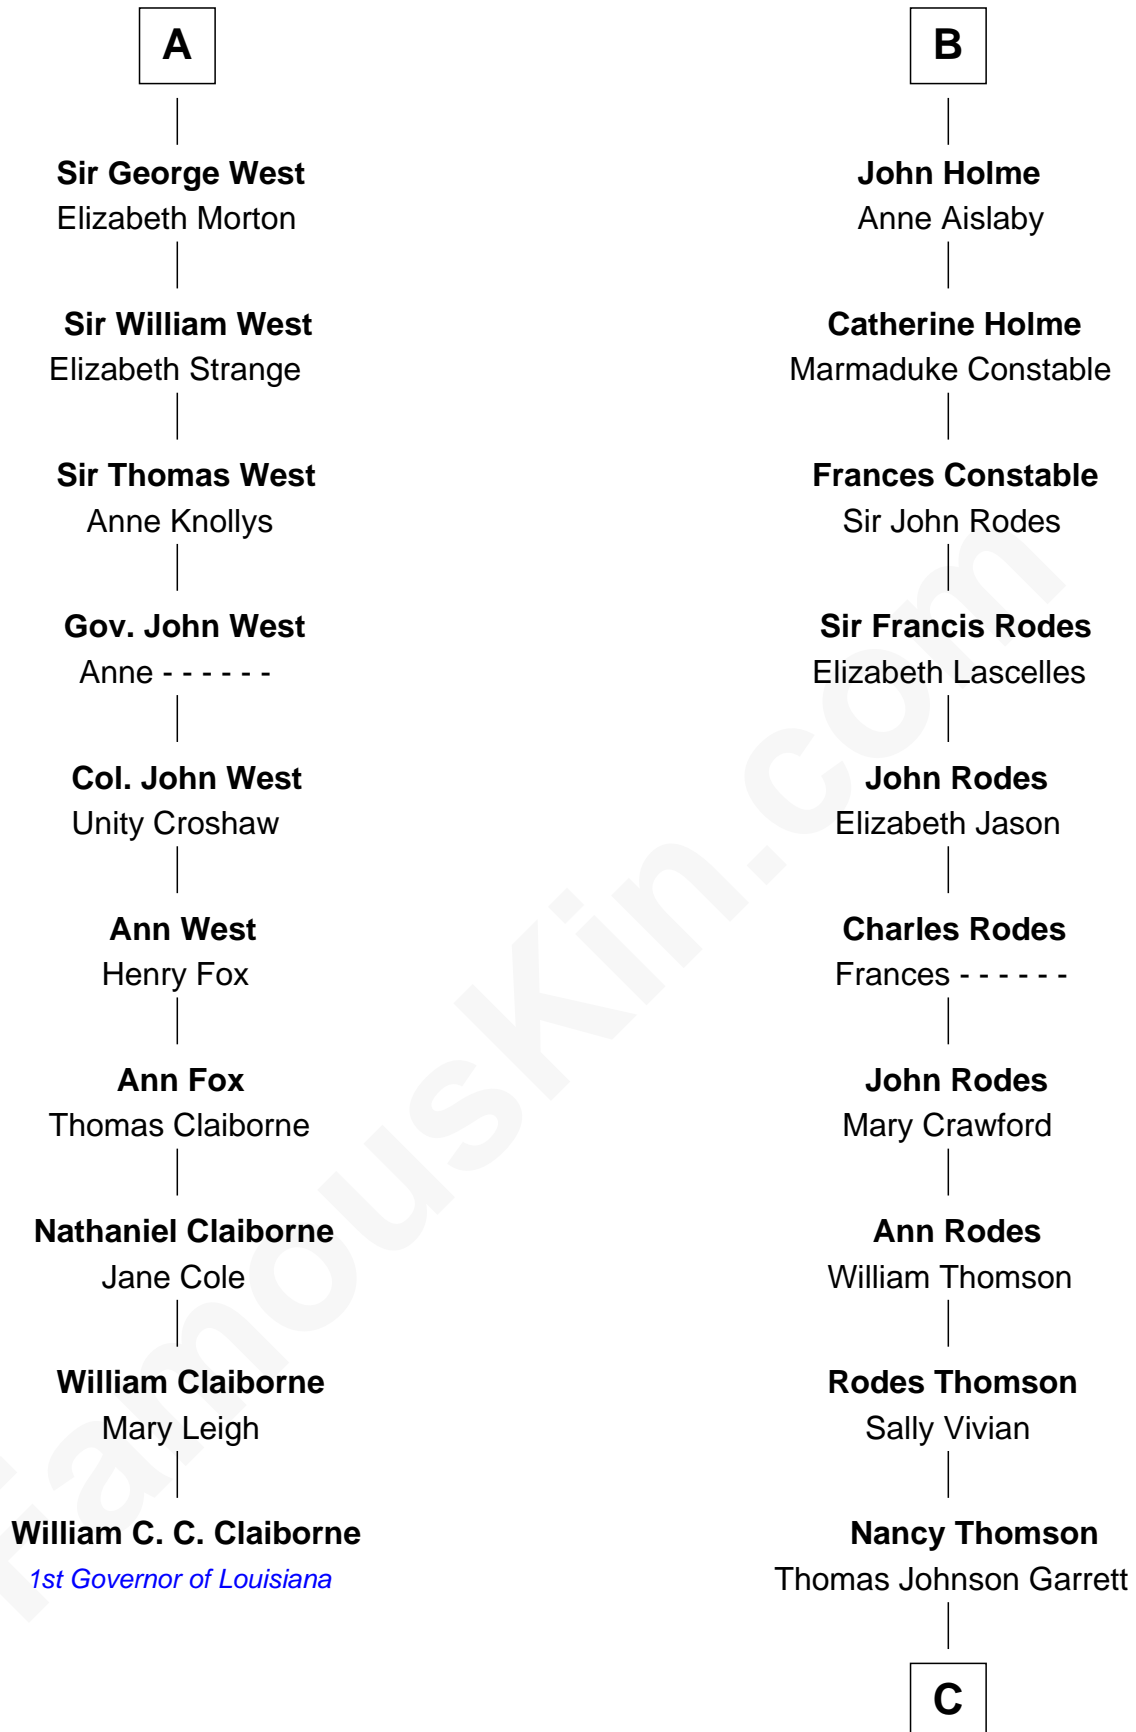 A
Sir George West
Elizabeth Morton
Sir William West
Elizabeth Strange
Sir Thomas West
Anne Knollys
Gov. John West
Anne - - - - - -
Col. John West
Unity Croshaw
Ann West
Henry Fox
Ann Fox
Thomas Claiborne
Nathaniel Claiborne
Jane Cole
William Claiborne
Mary Leigh
William C. C. Claiborne
1st Governor of Louisiana
B
John Holme
Anne Aislaby
Catherine Holme
Marmaduke Constable
Frances Constable
Sir John Rodes
Sir Francis Rodes
Elizabeth Lascelles
John Rodes
Elizabeth Jason
Charles Rodes
Frances - - - - - -
John Rodes
Mary Crawford
Ann Rodes
William Thomson
Rodes Thomson
Sally Vivian
Nancy Thomson
Thomas Johnson Garrett
C
famouskin.com